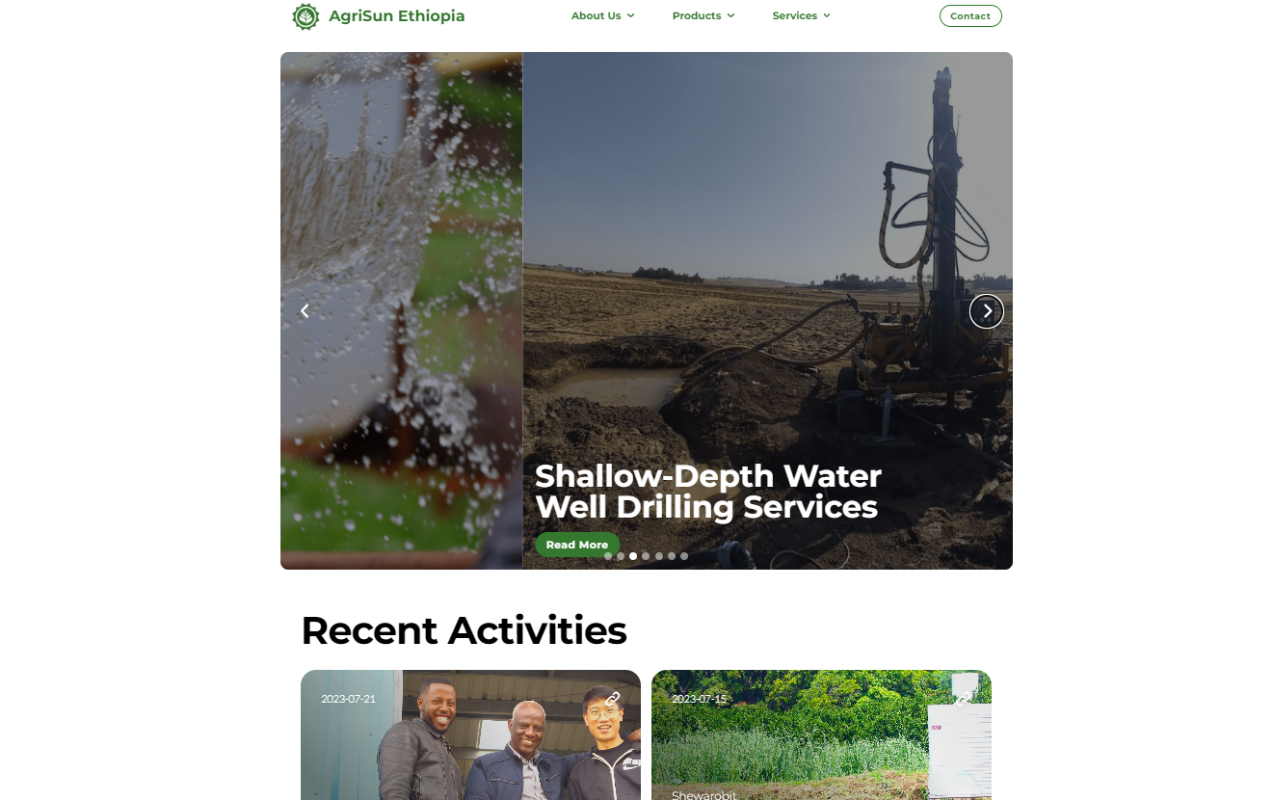 AgriSun Ethiopia
About Us
Products
Services
Contact
Shallow-Depth Water
Well Drilling Services
Read More
Recent Activities
2023-07-21
2023-07-15
Shewarobit